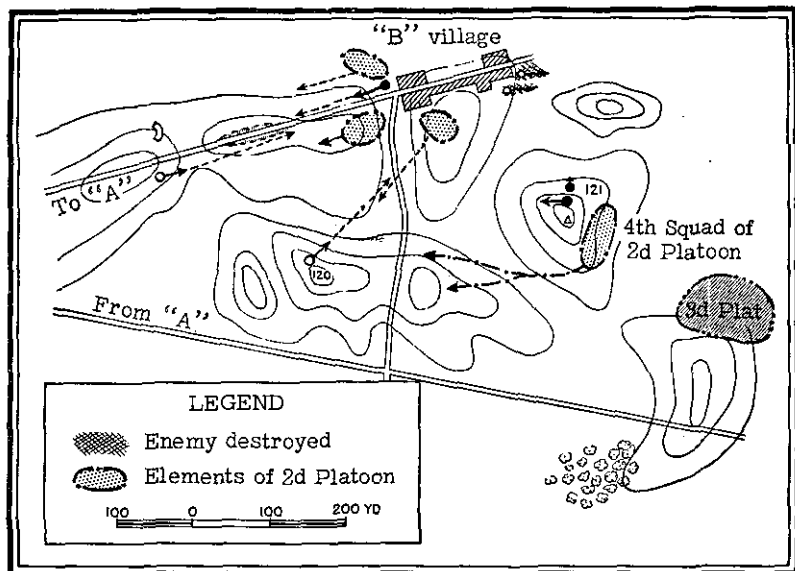 "B" village
To "A"
121
4th Squad of
2d Platoon
120
3d Plat
From "A"
LEGEND
Enemy destroyed
Elements of 2d Platoon
100 0 100 200 YD